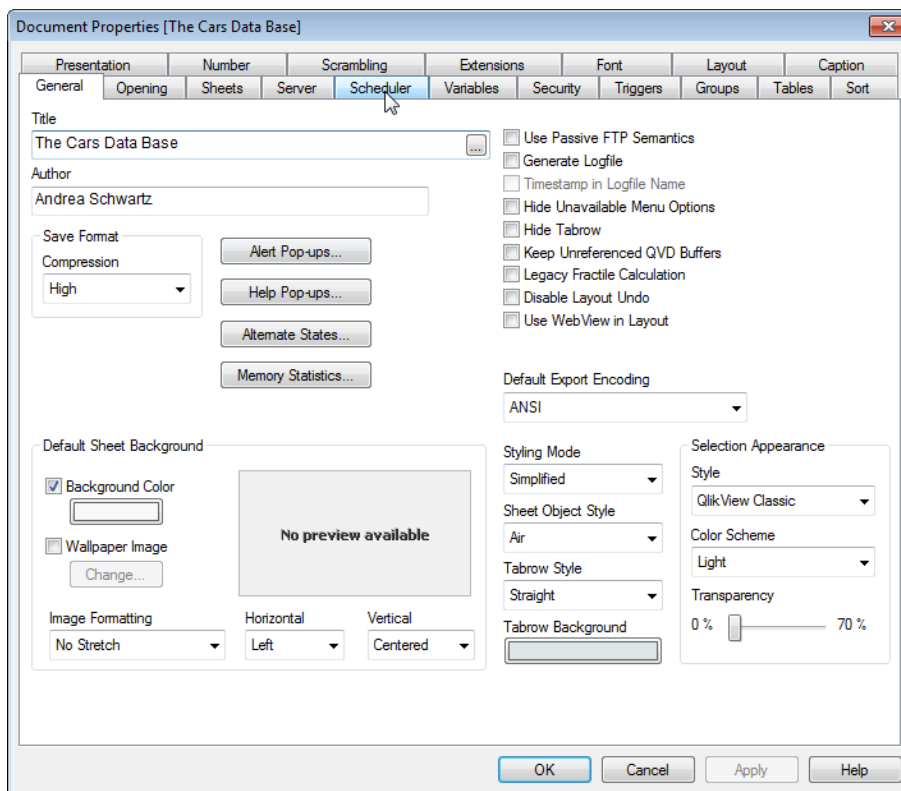 Document Properties [The Cars Data Base]
Presentation Number Scrambling Extensions Font Layout Caption
General Opening Sheets Server Scheduler Variables Security Triggers Groups Tables Sort
Title
The Cars Data Base
...
Author
Andrea Schwartz
Save Format
Compression
High
Alert Pop-ups...
Help Pop-ups...
Alternate States...
Memory Statistics...
Use Passive FTP Semantics
Generate Logfile
Timestamp in Logfile Name
Hide Unavailable Menu Options
Hide Tabrow
Keep Unreferenced QVD Buffers
Legacy Fractile Calculation
Disable Layout Undo
Use WebView in Layout
Default Export Encoding
ANSI
Default Sheet Background
Background Color
Wallpaper Image
Change...
No preview available
Image Formatting
No Stretch
Horizontal
Left
Vertical
Centered
Styling Mode
Simplified
Sheet Object Style
Air
Tabrow Style
Straight
Tabrow Background
Selection Appearance
Style
QlikView Classic
Color Scheme
Light
Transparency
0 % 70 %
OK Cancel Apply Help